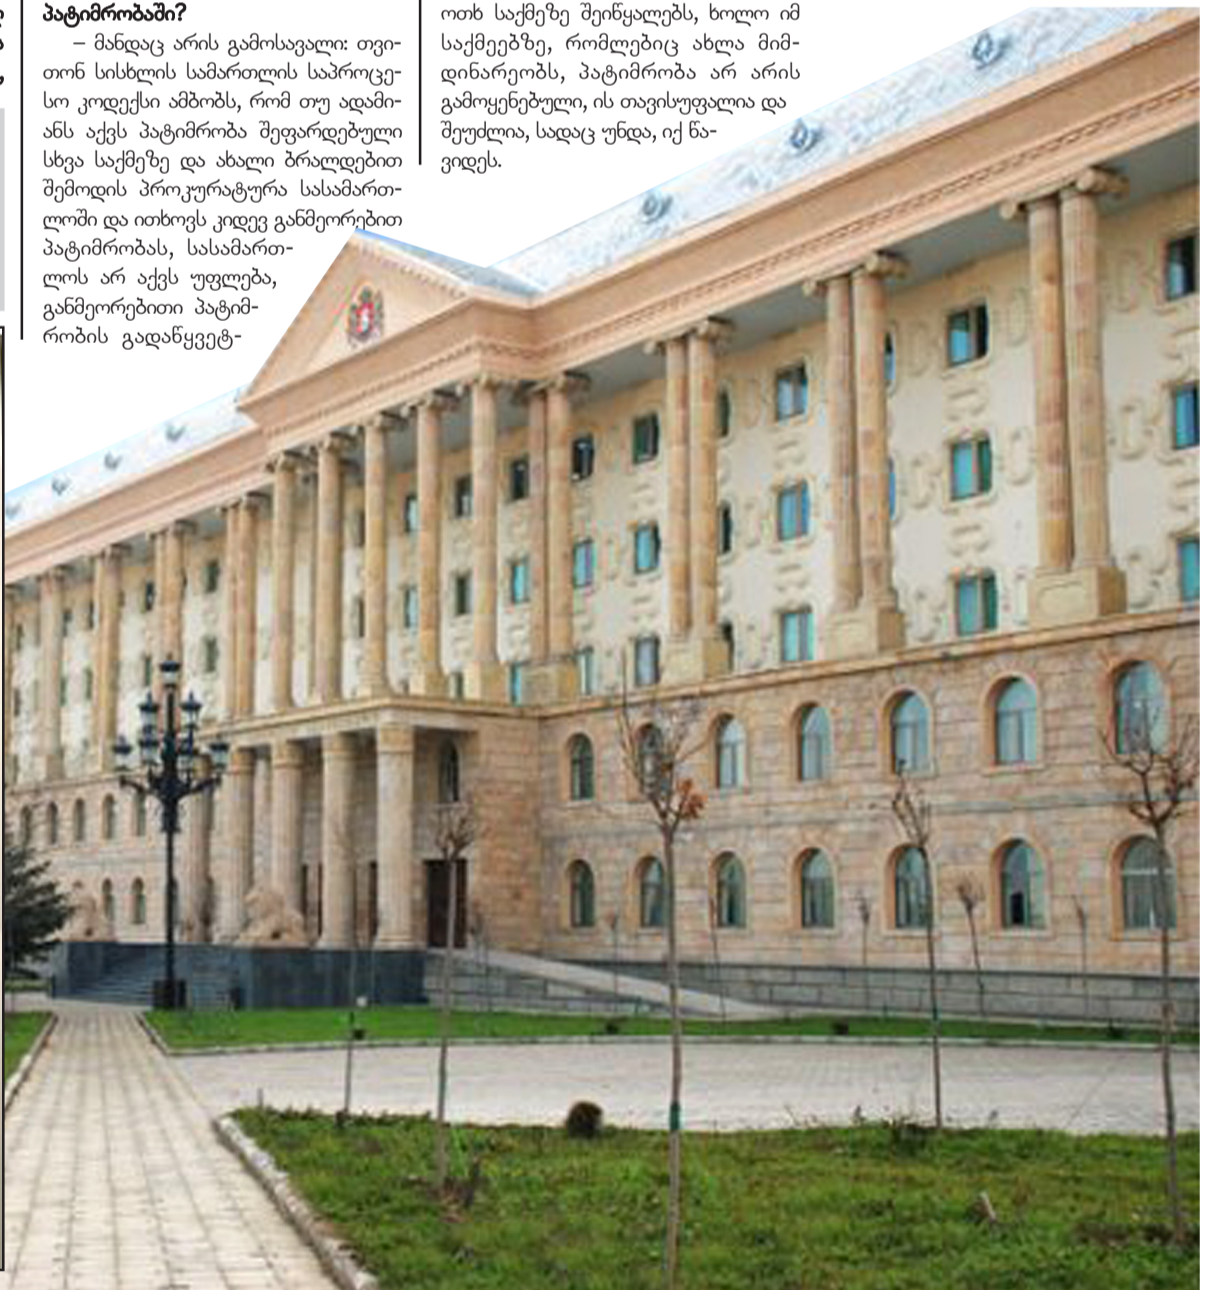 პატიმრობაში?
– მანდაც არის გამოსავალი: თვი-
თონ სისხლის სამართლის საპროცე-
სო კოდექსი ამბობს, რომ თუ ადამი-
ანს აქვს პატიმრობა შეფარდებული
სხვა საქმეზე და ახალი ბრალდებით
შემოდის პროკურატურა სასამართ-
ლოში და ითხოვს კიდევ განმეორებით
პატიმრობას, სასამართ-
ლოს არ აქვს უფლება,
განმეორებითი პატიმ-
რობის გადაწყვეტ-
ოთხ საქმეზე შეიწყალებს, ხოლო იმ
საქმეებზე, რომლებიც ახლა მიმ-
დინარეობს, პატიმრობა არ არის
გამოყენებული, ის თავისუფალია და
შეუძლია, სადაც უნდა, იქ წა-
ვიდეს.